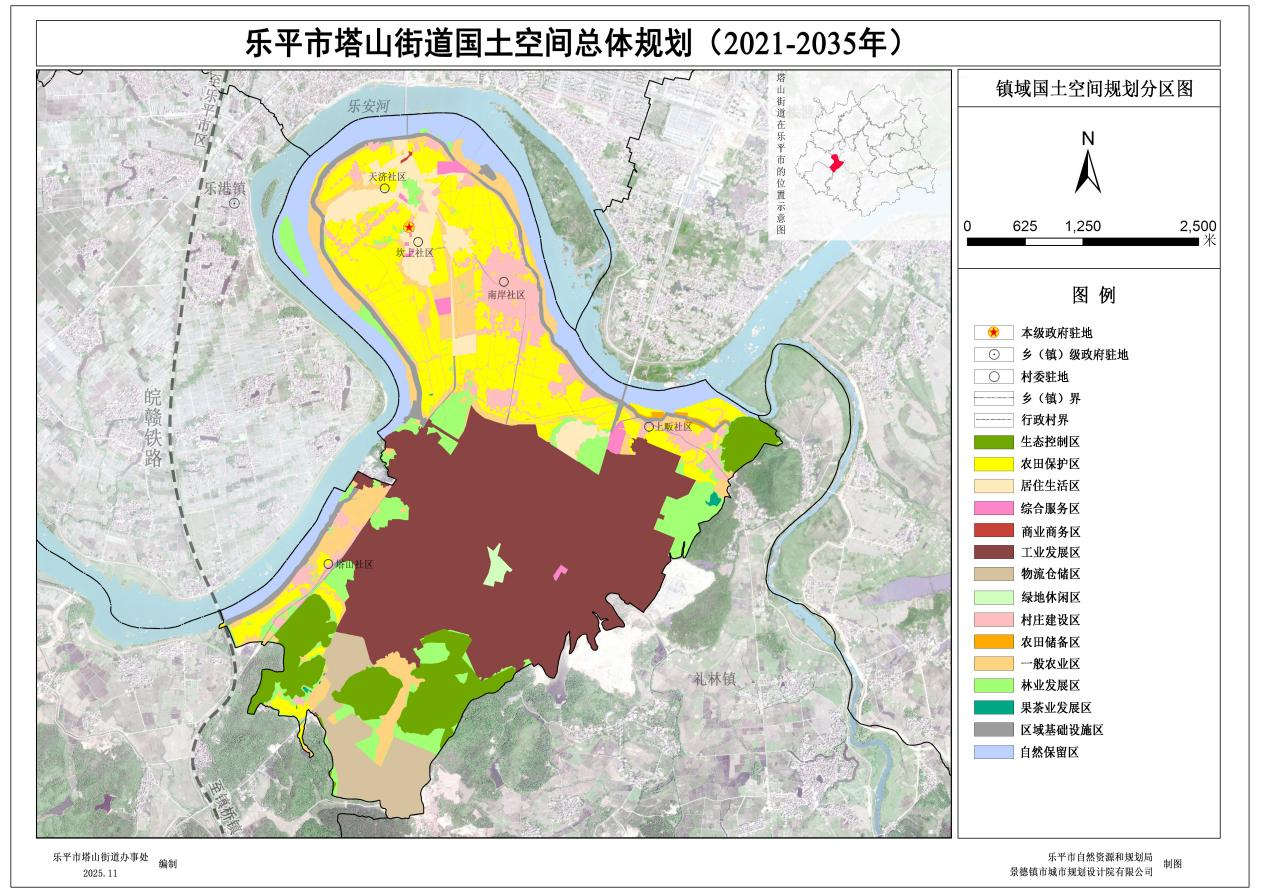 乐平市塔山街道国土空间总体规划（2021-2035年）
镇域国土空间规划分区图
N
0 625 1,250 2,500
米
图 例
本级政府驻地
乡（镇）级政府驻地
村委驻地
乡（镇）界
行政村界
生态控制区
农田保护区
居住生活区
综合服务区
商业商务区
工业发展区
物流仓储区
绿地休闲区
村庄建设区
农田储备区
一般农业区
林业发展区
果茶业发展区
区域基础设施区
自然保留区
至乐平市区
乐安河
塔山街道在乐平市的位置示意图
乐港镇
天济社区
坎上社区
南岸社区
皖赣铁路
上畈社区
塔山社区
礼林镇
至镇桥镇
乐平市塔山街道办事处 编制
2025.11
乐平市自然资源和规划局
景德镇市城市规划设计院有限公司 制图